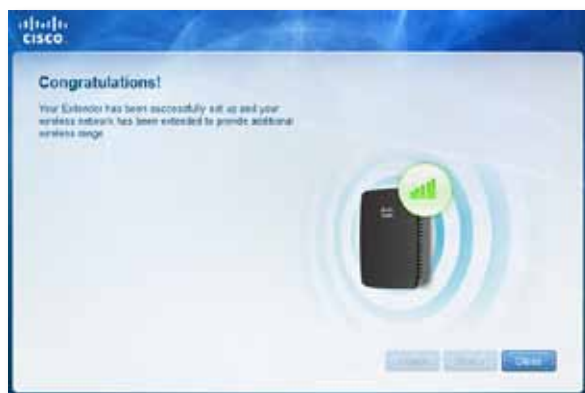 CISCO
Congratulations!
Your Extender has been successfully set up and your
wireless network has been extended to provide additional
wireless range
Close